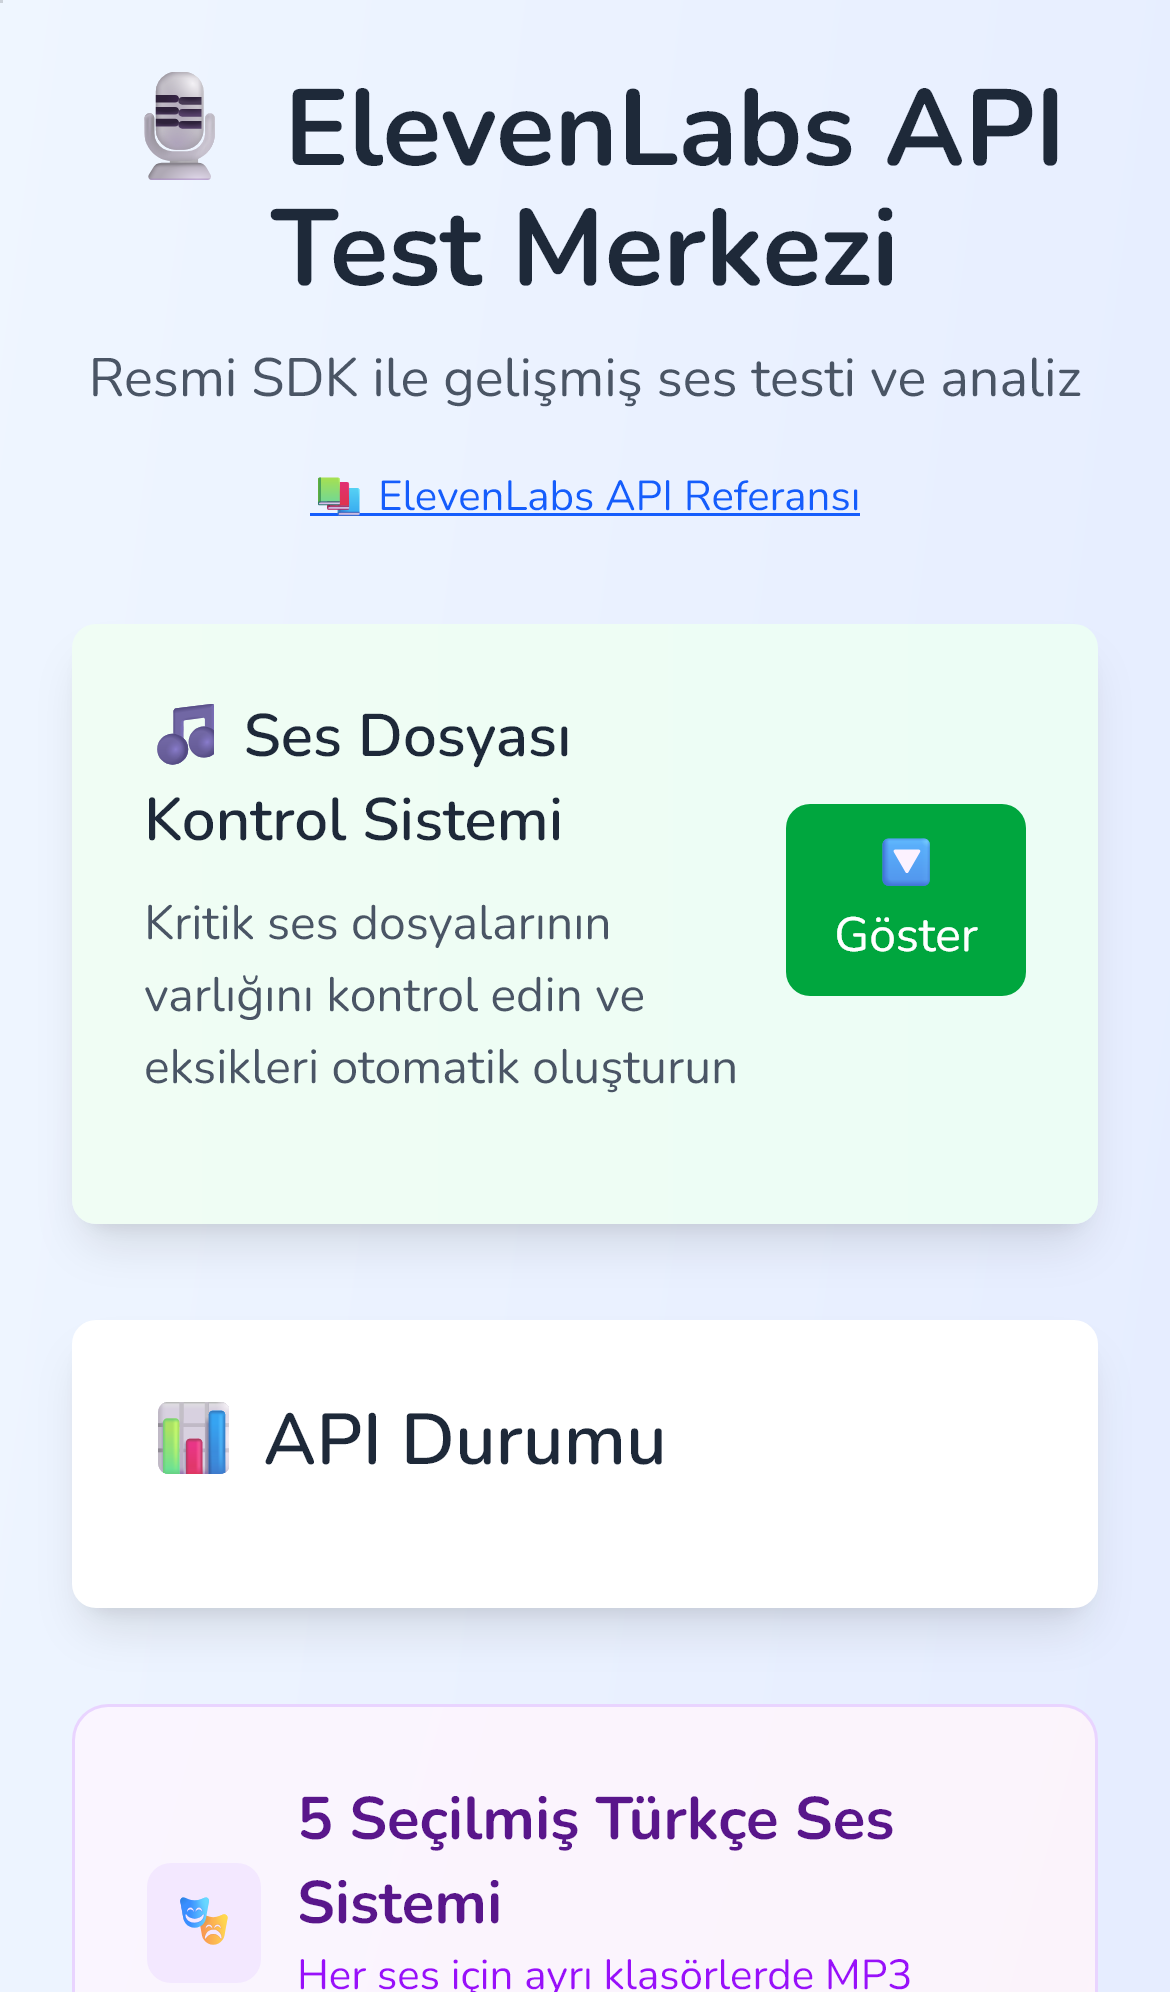 ElevenLabs API
Test Merkezi
Resmi SDK ile gelişmiş ses testi ve analiz
ElevenLabs API Referansı
Ses Dosyası
Kontrol Sistemi
Kritik ses dosyalarının
varlığını kontrol edin ve
eksikleri otomatik oluşturun
Göster
API Durumu
5 Seçilmiş Türkçe Ses
Sistemi
Her ses için ayrı klasörlerde MP3